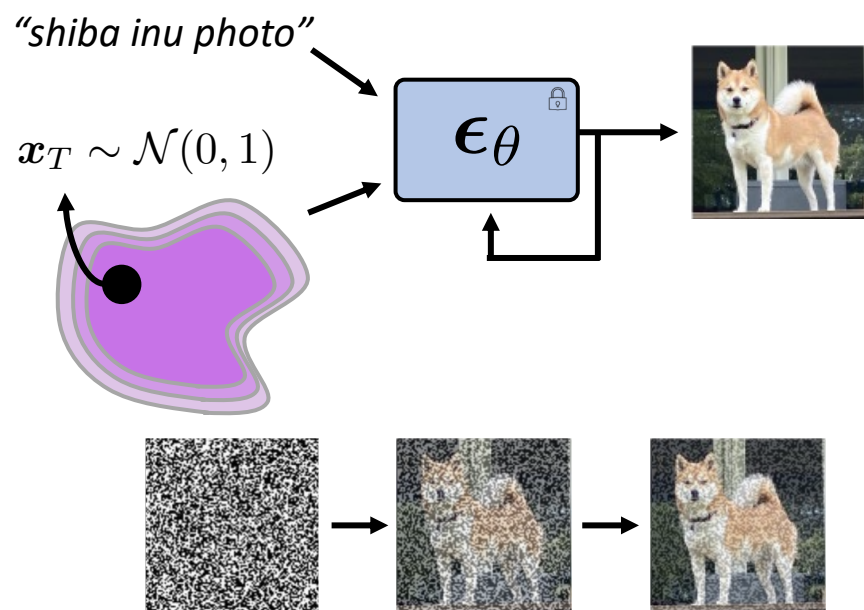 “shiba inu photo”
𝒙_T ∼ 𝒩(0, 1)
ϵ_θ